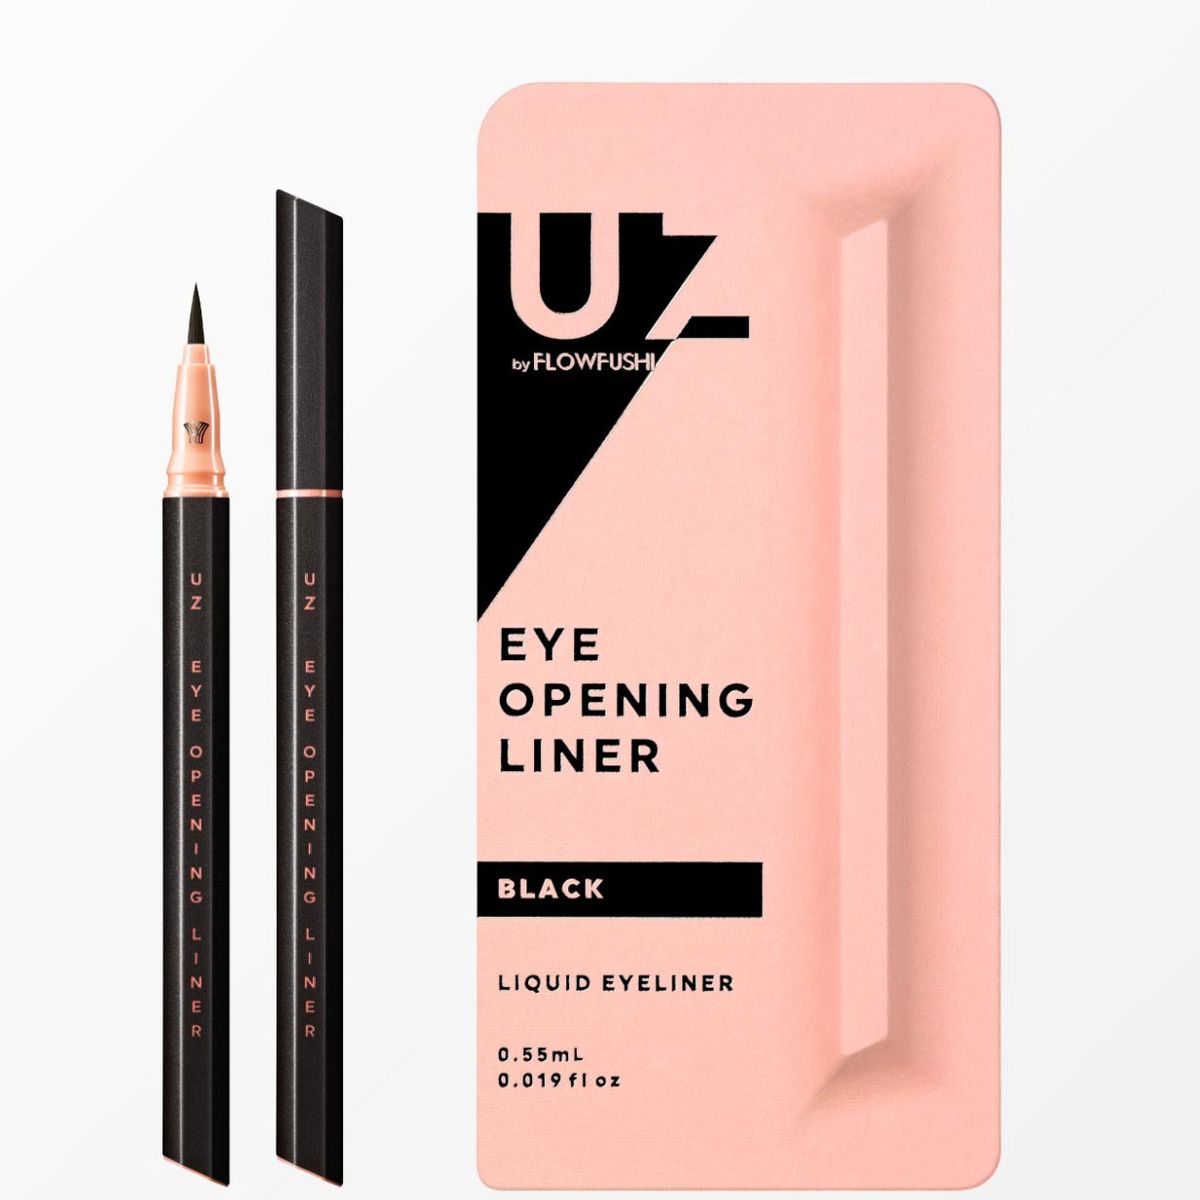 UZ
by FLOWFUSHI
EYE
OPENING
LINER
BLACK
LIQUID EYELINER
0.55mL
0.019 fl oz
UZ EYE OPENING LINER
UZ EYE OPENING LINER